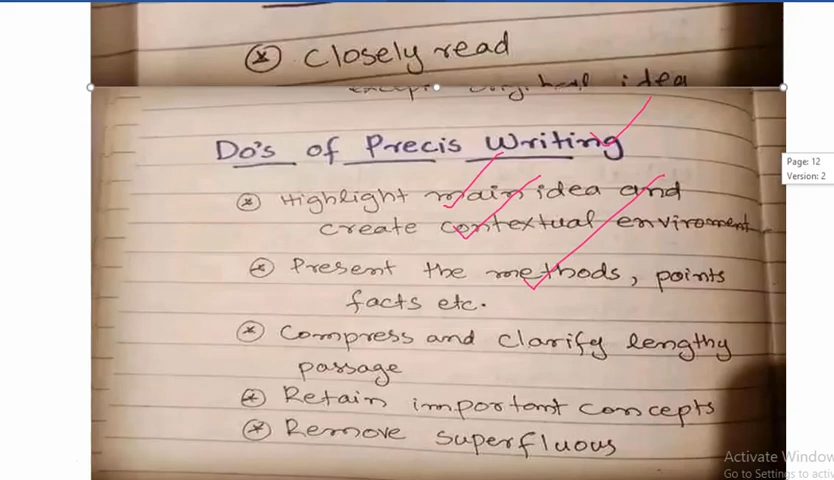 * Closely read
idea
Do's of Precis Writing
* Highlight main idea and
create contextual enviroment
* Present the methods, points
facts etc.
* Compress and clarify lengthy
passage
* Retain important concepts
* Remove superfluous
Page: 12
Version: 2
Activate Window
Go to Settings to activ